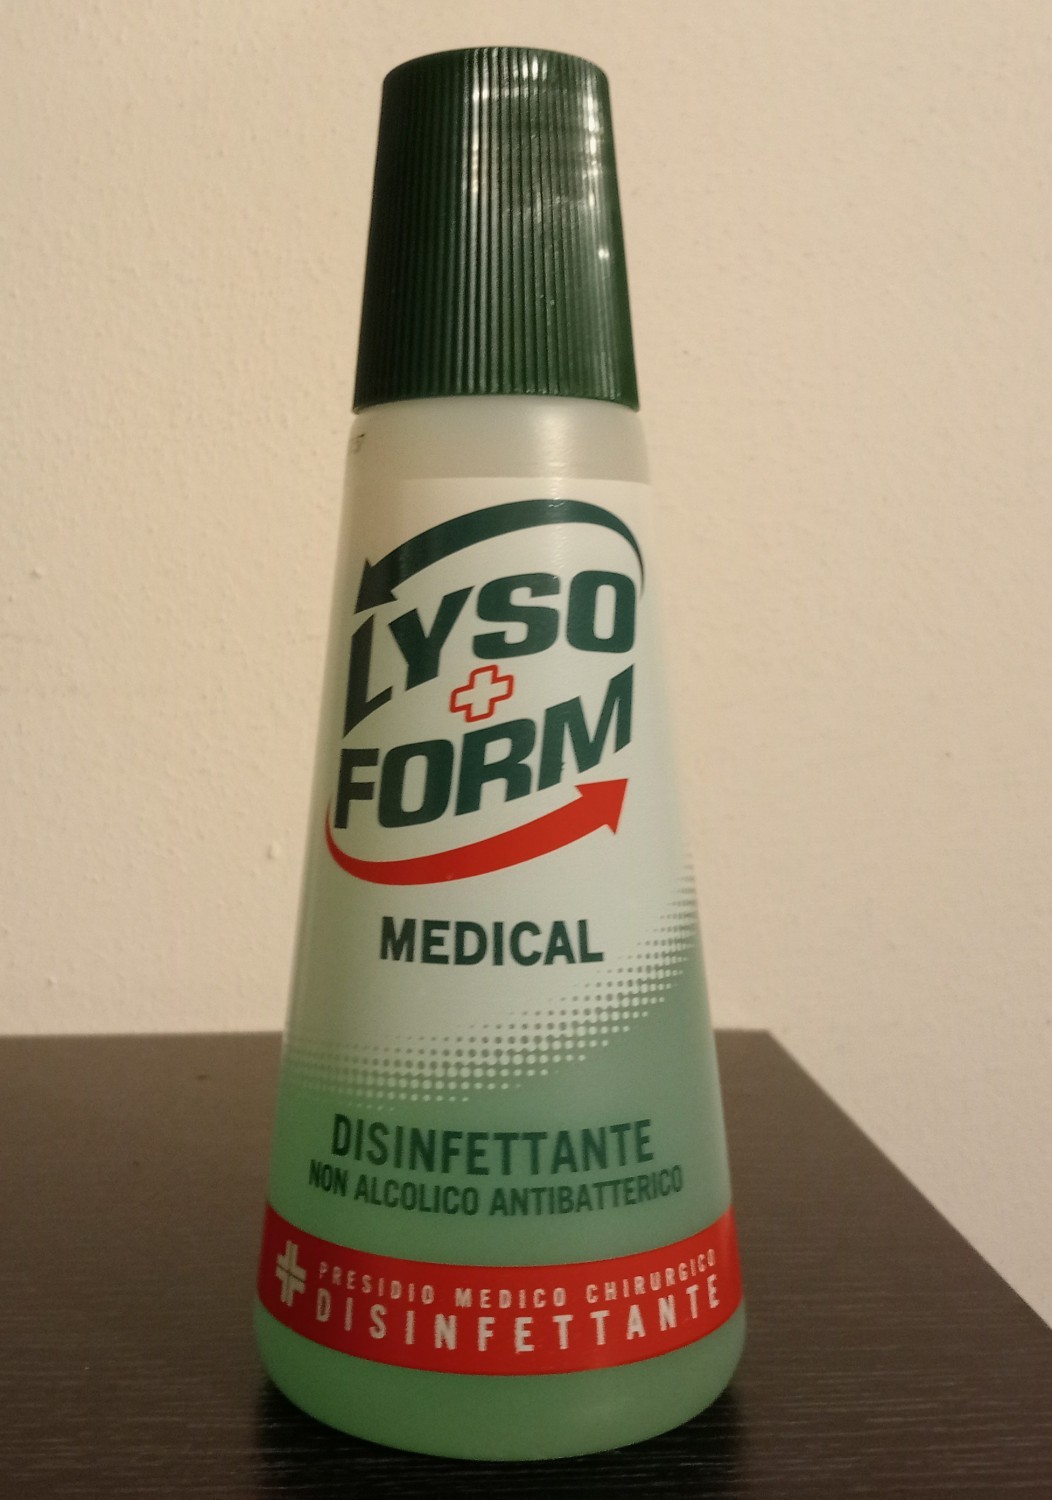 LYSO
FORM
MEDICAL
DISINFETTANTE
NON ALCOLICO ANTIBATTERICO
PRESIDIO MEDICO CHIRURGICO
DISINFETTANTE